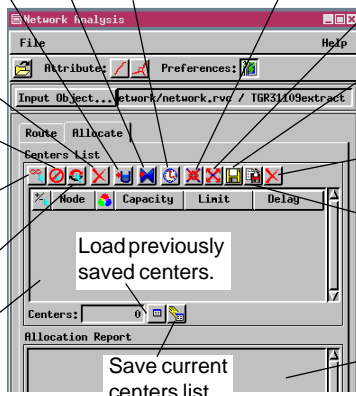 Network Analysis
File Help
Attribute: Preferences:
Input Object... etwork/network.rvc / TGR31109extract
Route Allocate
Centers List
Node Capacity Limit Delay
Load previously
saved centers.
Centers: 0
Allocation Report
Save current
centers list